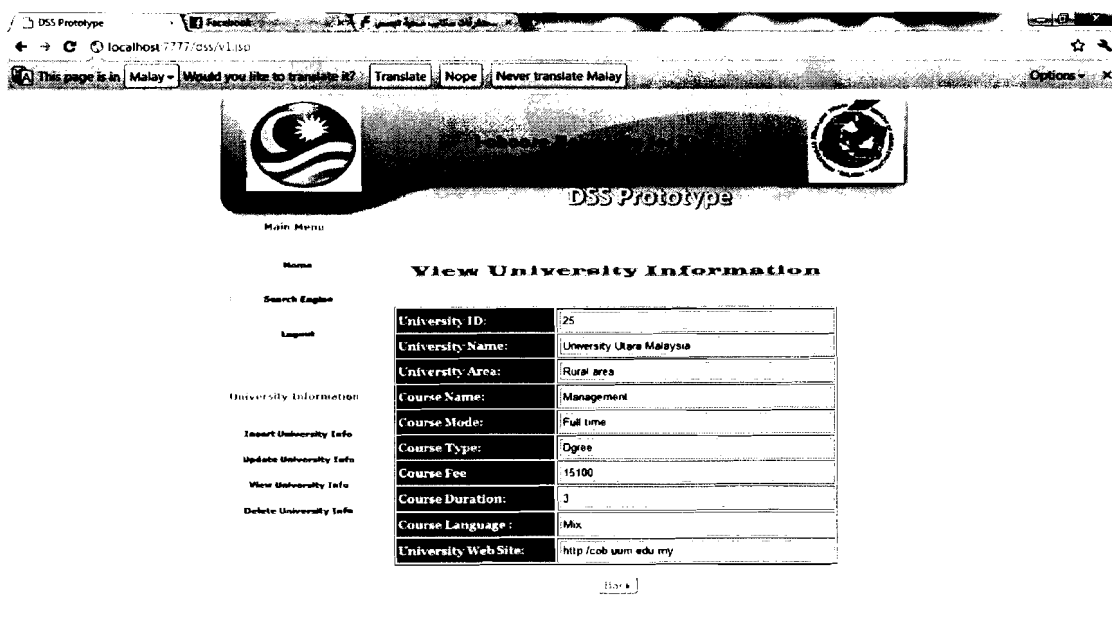 DSS Prototype
Facebook
localhost:7777/dss/v1.jsp
This page is in Malay Would you like to translate it? Translate Nope Never translate Malay Options
DSS Prototype
Main Menu
Home
Search Engine
Logout
University Information
Insert University Info
Update University Info
View University Info
Delete University Info
View University Information
University ID: 25
University Name: University Utara Malaysia
University Area: Rural area
Course Name: Management
Course Mode: Full time
Course Type: Dgree
Course Fee 15100
Course Duration: 3
Course Language : Mix
University Web Site: http:/cob uum edu my
Back